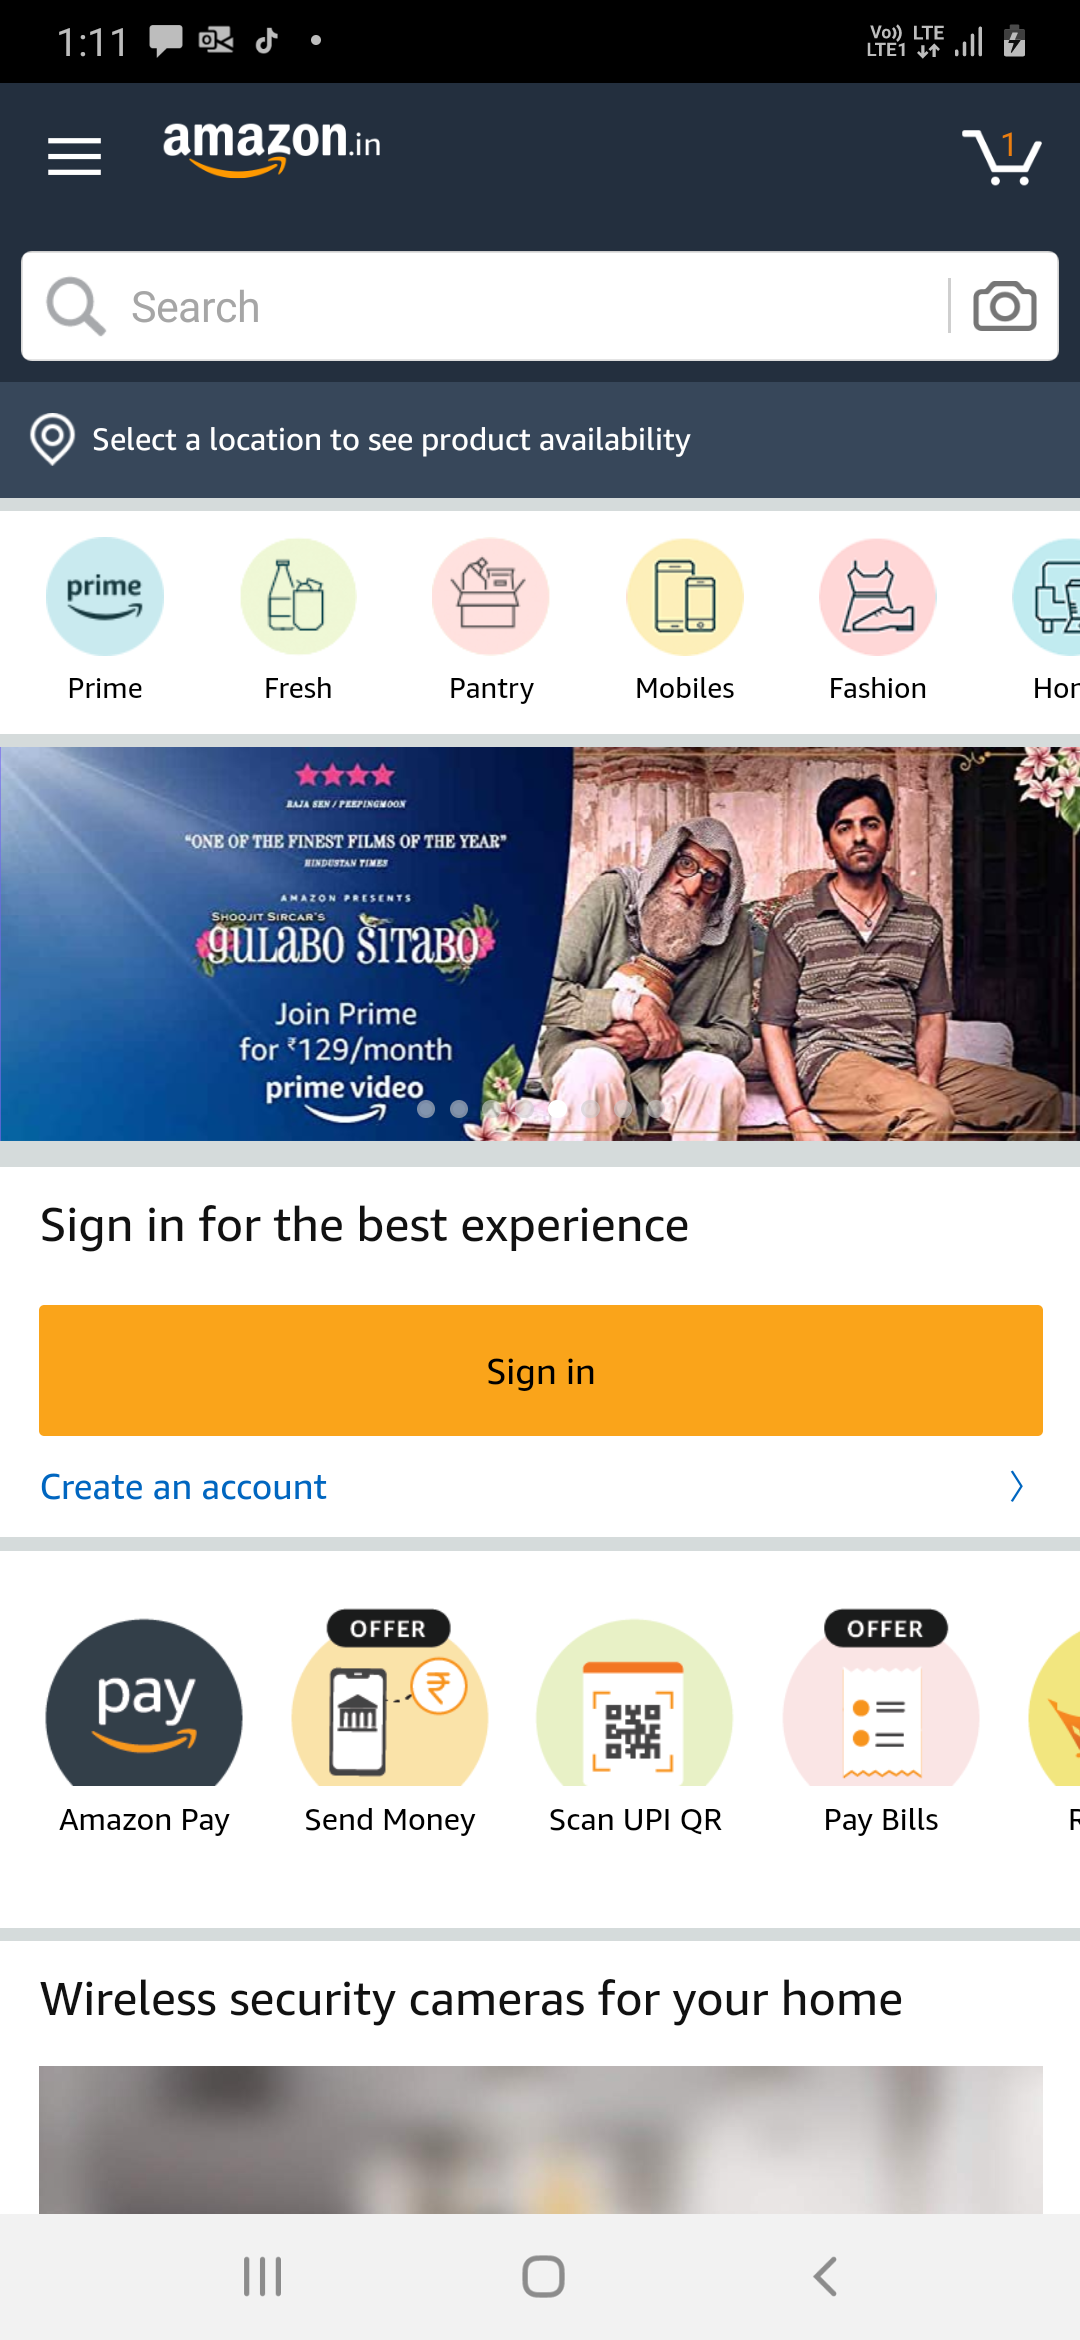 1:11
Vo)) LTE
LTE1
amazon.in
1
Search
Select a location to see product availability
prime
Prime
Fresh
Pantry
Mobiles
Fashion
Hor
RAJA SEN / PEEPINGMOON
"ONE OF THE FINEST FILMS OF THE YEAR"
HINDUSTAN TIMES
AMAZON PRESENTS
SHOOJIT SIRCAR'S
GULABO SITABO
Join Prime
for ₹129/month
prime video
Sign in for the best experience
Sign in
Create an account
pay
OFFER
₹
OFFER
Amazon Pay
Send Money
Scan UPI QR
Pay Bills
R
Wireless security cameras for your home